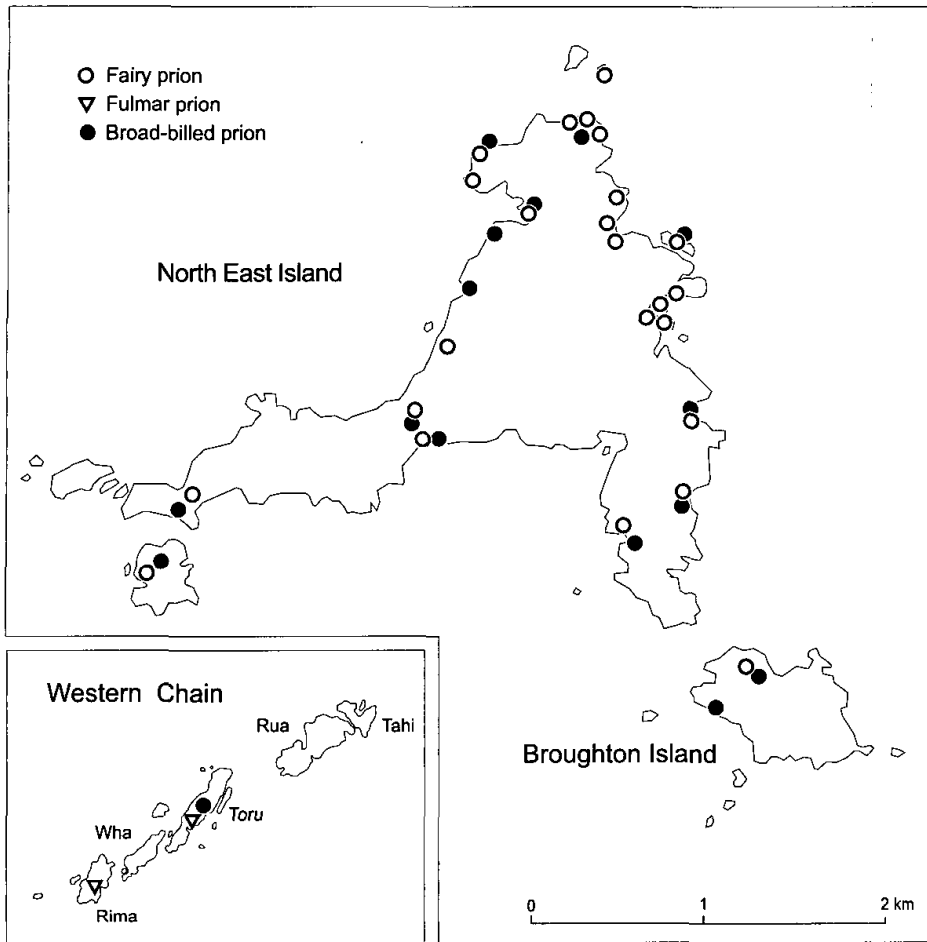 Fairy prion
Fulmar prion
Broad-billed prion
North East Island
Western Chain
Rua
Tahi
Toru
Wha
Rima
Broughton Island
0 1 2 km